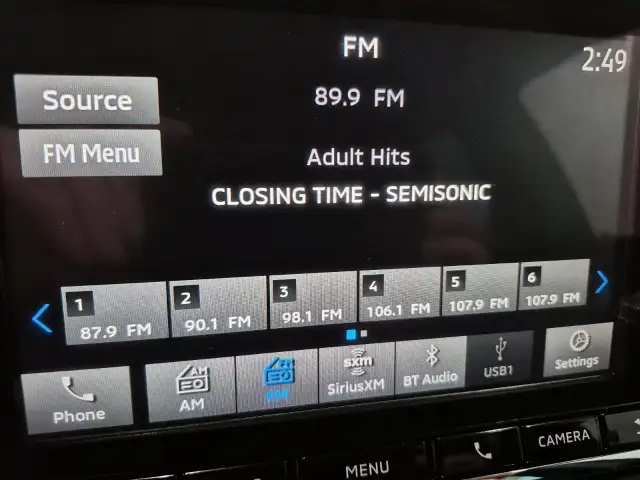 FM
2:49
Source
89.9 FM
FM Menu
Adult Hits
CLOSING TIME - SEMISONIC
1
87.9 FM
2
90.1 FM
3
98.1 FM
4
106.1 FM
5
107.9 FM
6
107.9 FM
Phone
AM
AM
sxm
SiriusXM
BT Audio
USB1
Settings
MENU
CAMERA